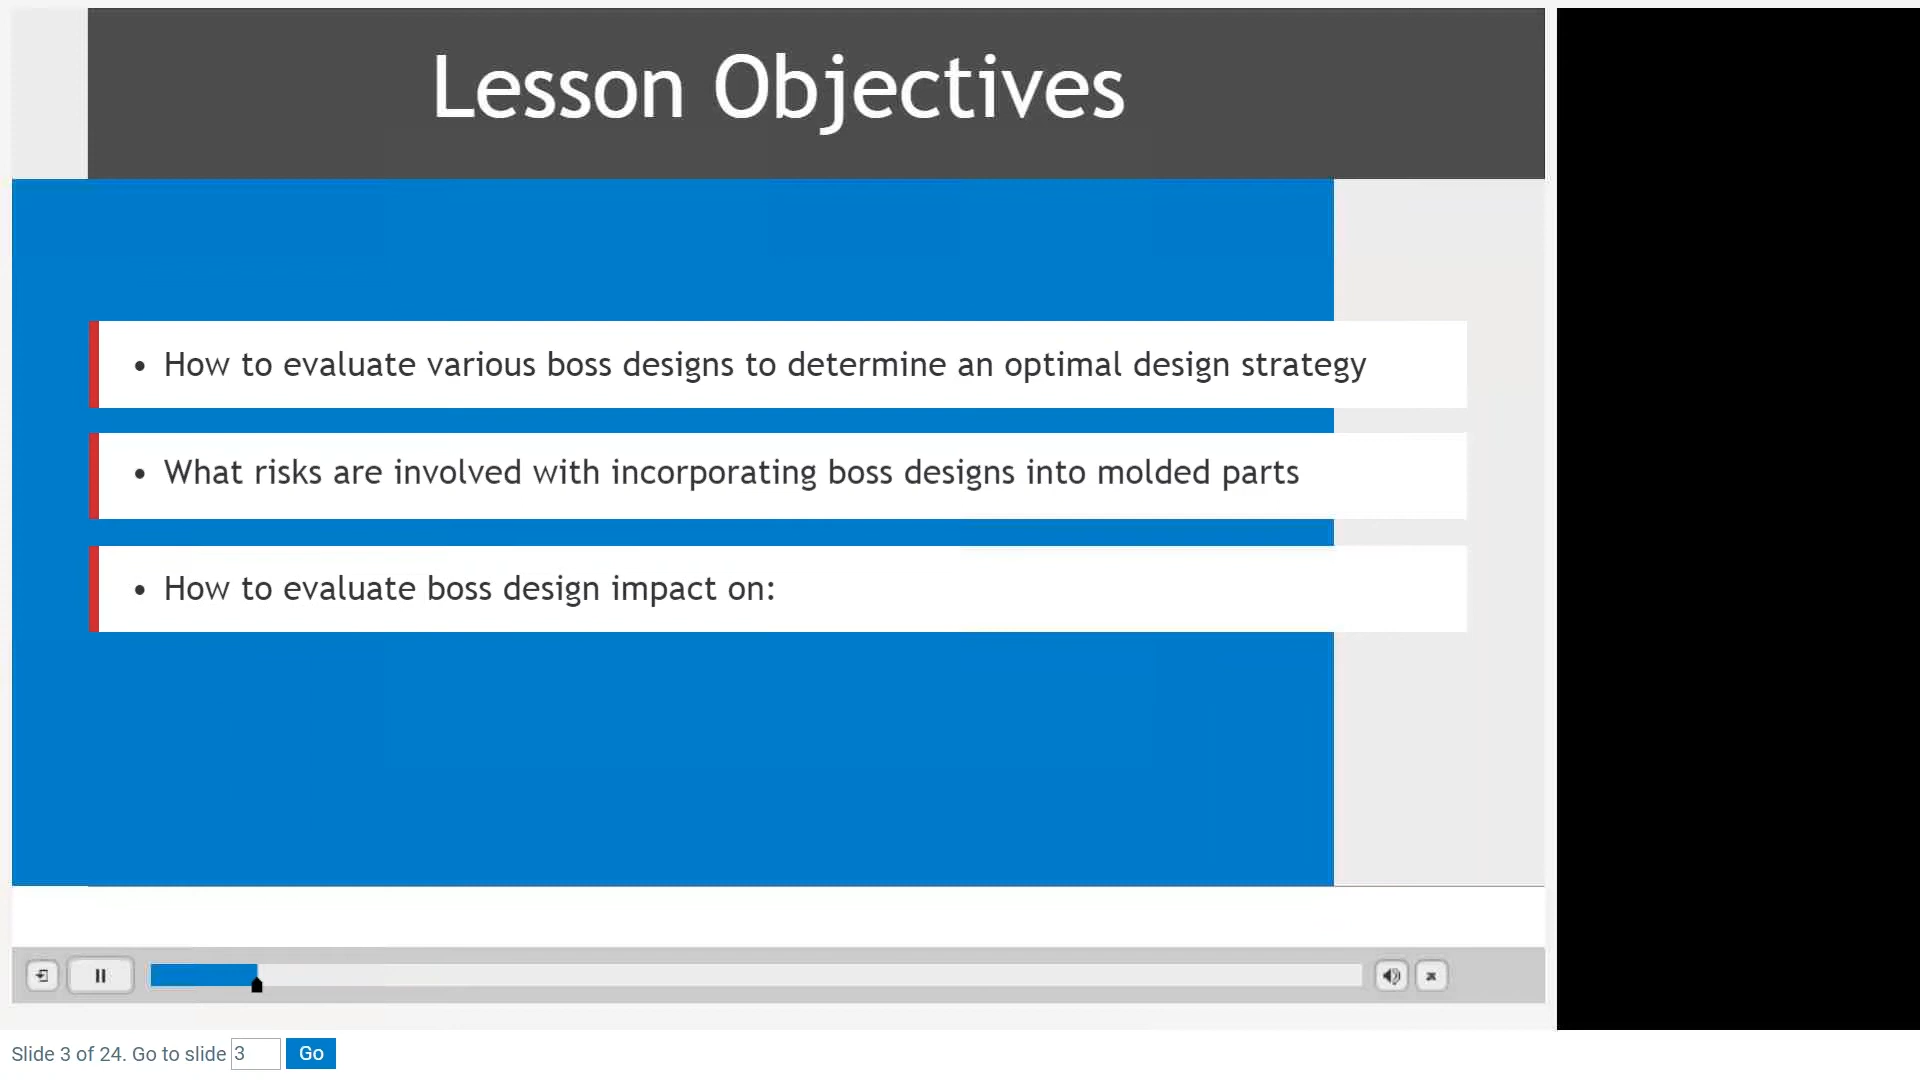 Lesson Objectives
• How to evaluate various boss designs to determine an optimal design strategy
• What risks are involved with incorporating boss designs into molded parts
• How to evaluate boss design impact on:
Slide 3 of 24. Go to slide 3 Go